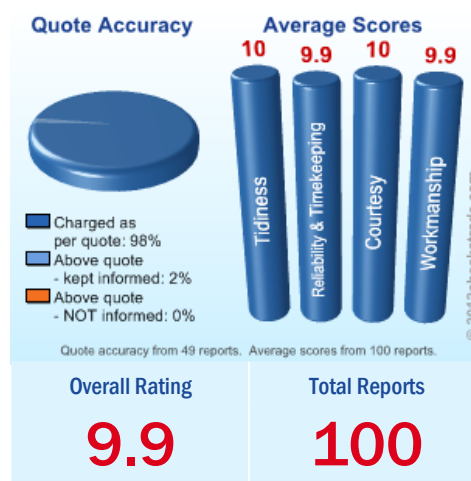 Quote Accuracy
Charged as
per quote: 98%
Above quote
- kept informed: 2%
Above quote
- NOT informed: 0%
Average Scores
10
9.9
10
9.9
Tidiness
Reliability & Timekeeping
Courtesy
Workmanship
Quote accuracy from 49 reports. Average scores from 100 reports.
Overall Rating
9.9
Total Reports
100